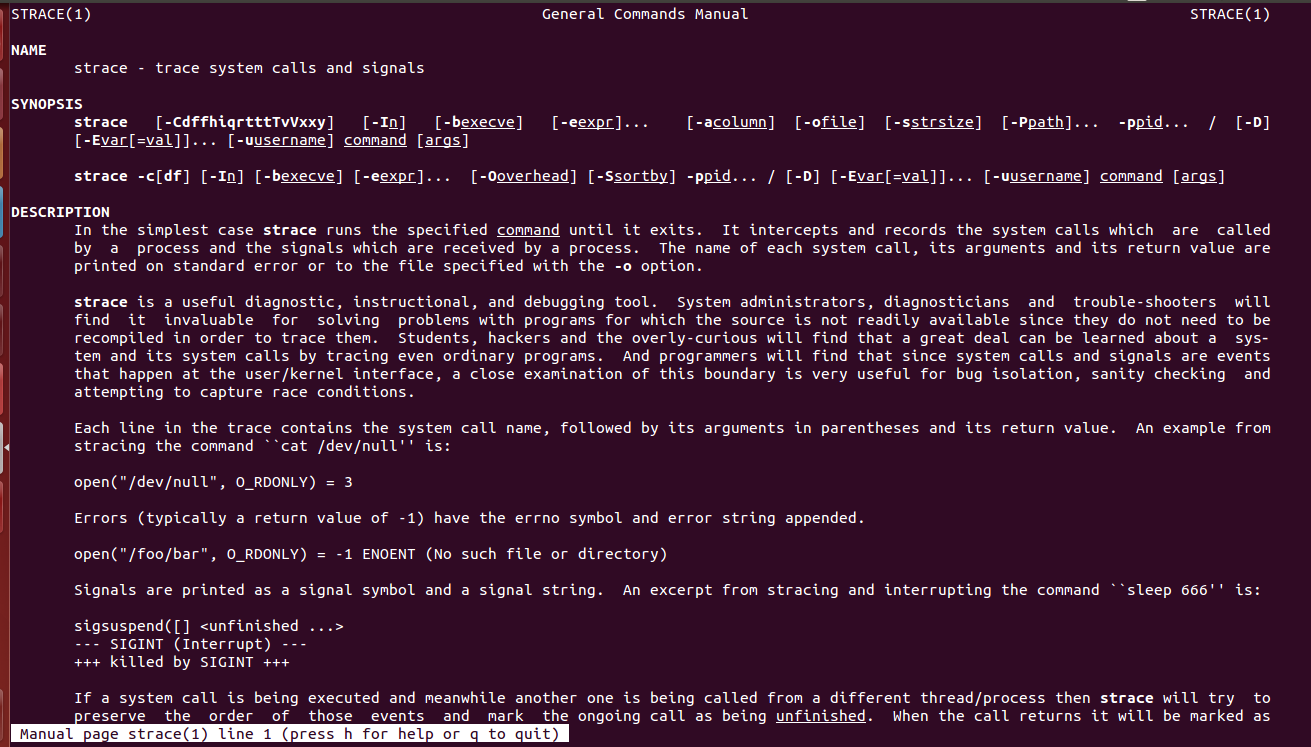 STRACE(1)                    General Commands Manual                    STRACE(1)
NAME
strace - trace system calls and signals
SYNOPSIS
strace [-CdffhiqrtttTvVxxy] [-In] [-bexecve] [-eexpr]... [-acolumn] [-ofile] [-sstrsize] [-Ppath]... -ppid... / [-D]
[-Evar[=val]]... [-uusername] command [args]
strace -c[df] [-In] [-bexecve] [-eexpr]... [-Ooverhead] [-Ssortby] -ppid... / [-D] [-Evar[=val]]... [-uusername] command [args]
DESCRIPTION
In the simplest case strace runs the specified command until it exits. It intercepts and records the system calls which are called
by a process and the signals which are received by a process. The name of each system call, its arguments and its return value are
printed on standard error or to the file specified with the -o option.
strace is a useful diagnostic, instructional, and debugging tool. System administrators, diagnosticians and trouble-shooters will
find it invaluable for solving problems with programs for which the source is not readily available since they do not need to be
recompiled in order to trace them. Students, hackers and the overly-curious will find that a great deal can be learned about a sys-
tem and its system calls by tracing even ordinary programs. And programmers will find that since system calls and signals are events
that happen at the user/kernel interface, a close examination of this boundary is very useful for bug isolation, sanity checking and
attempting to capture race conditions.
Each line in the trace contains the system call name, followed by its arguments in parentheses and its return value. An example from
stracing the command ``cat /dev/null'' is:
open("/dev/null", O_RDONLY) = 3
Errors (typically a return value of -1) have the errno symbol and error string appended.
open("/foo/bar", O_RDONLY) = -1 ENOENT (No such file or directory)
Signals are printed as a signal symbol and a signal string. An excerpt from stracing and interrupting the command ``sleep 666'' is:
sigsuspend([] <unfinished ...>
--- SIGINT (Interrupt) ---
+++ killed by SIGINT +++
If a system call is being executed and meanwhile another one is being called from a different thread/process then strace will try to
preserve the order of those events and mark the ongoing call as being unfinished. When the call returns it will be marked as
Manual page strace(1) line 1 (press h for help or q to quit)